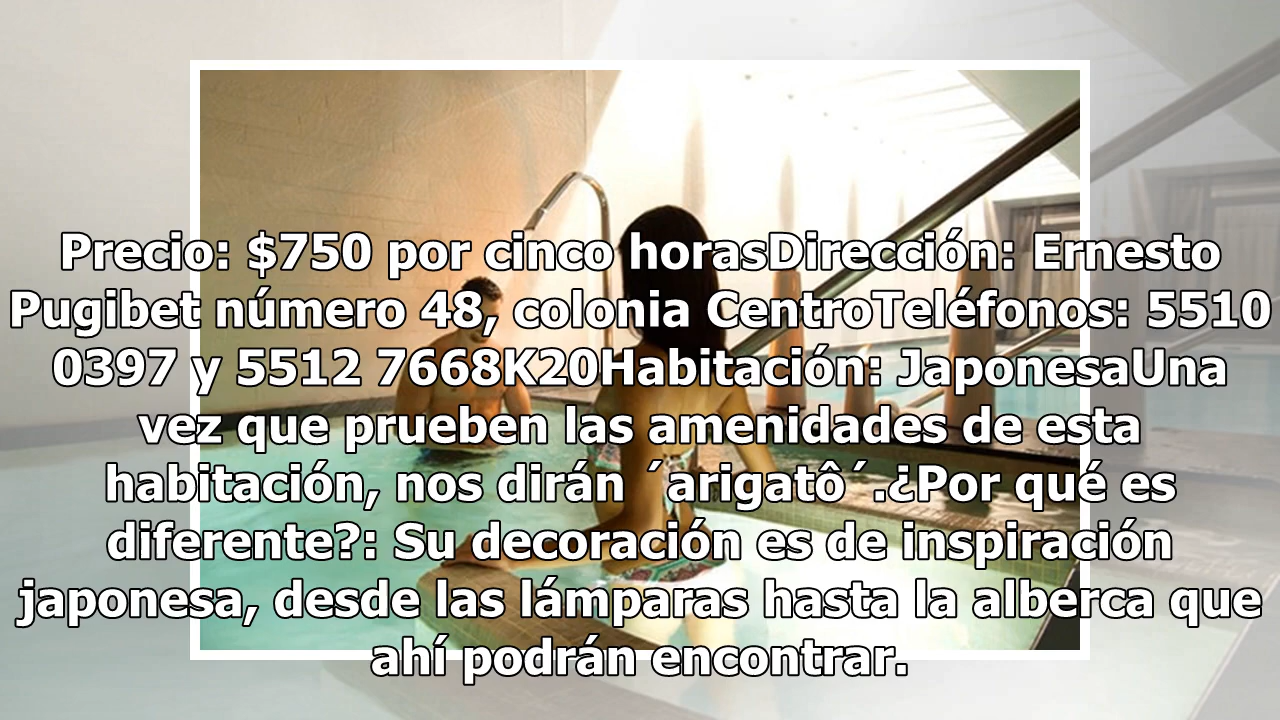 Precio: $750 por cinco horasDirección: Ernesto
Pugibet número 48, colonia CentroTeléfonos: 5510
0397 y 5512 7668K20Habitación: JaponesaUna
vez que prueben las amenidades de esta
habitación, nos dirán ´arigatô´.¿Por qué es
diferente?: Su decoración es de inspiración
japonesa, desde las lámparas hasta la alberca que
ahí podrán encontrar.